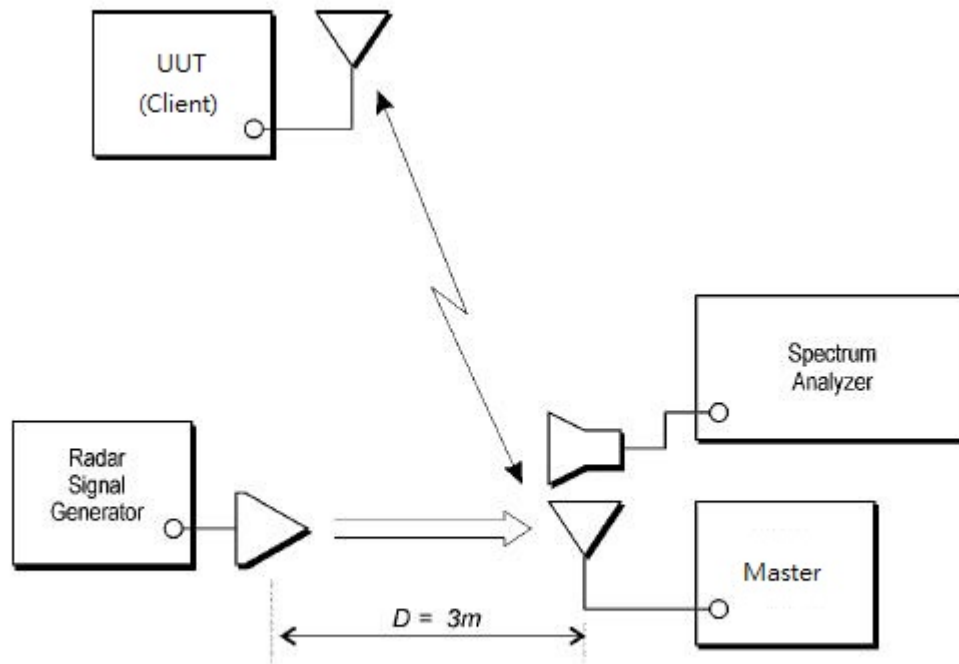 UUT
(Client)
Spectrum
Analyzer
Radar
Signal
Generator
Master
D = 3m